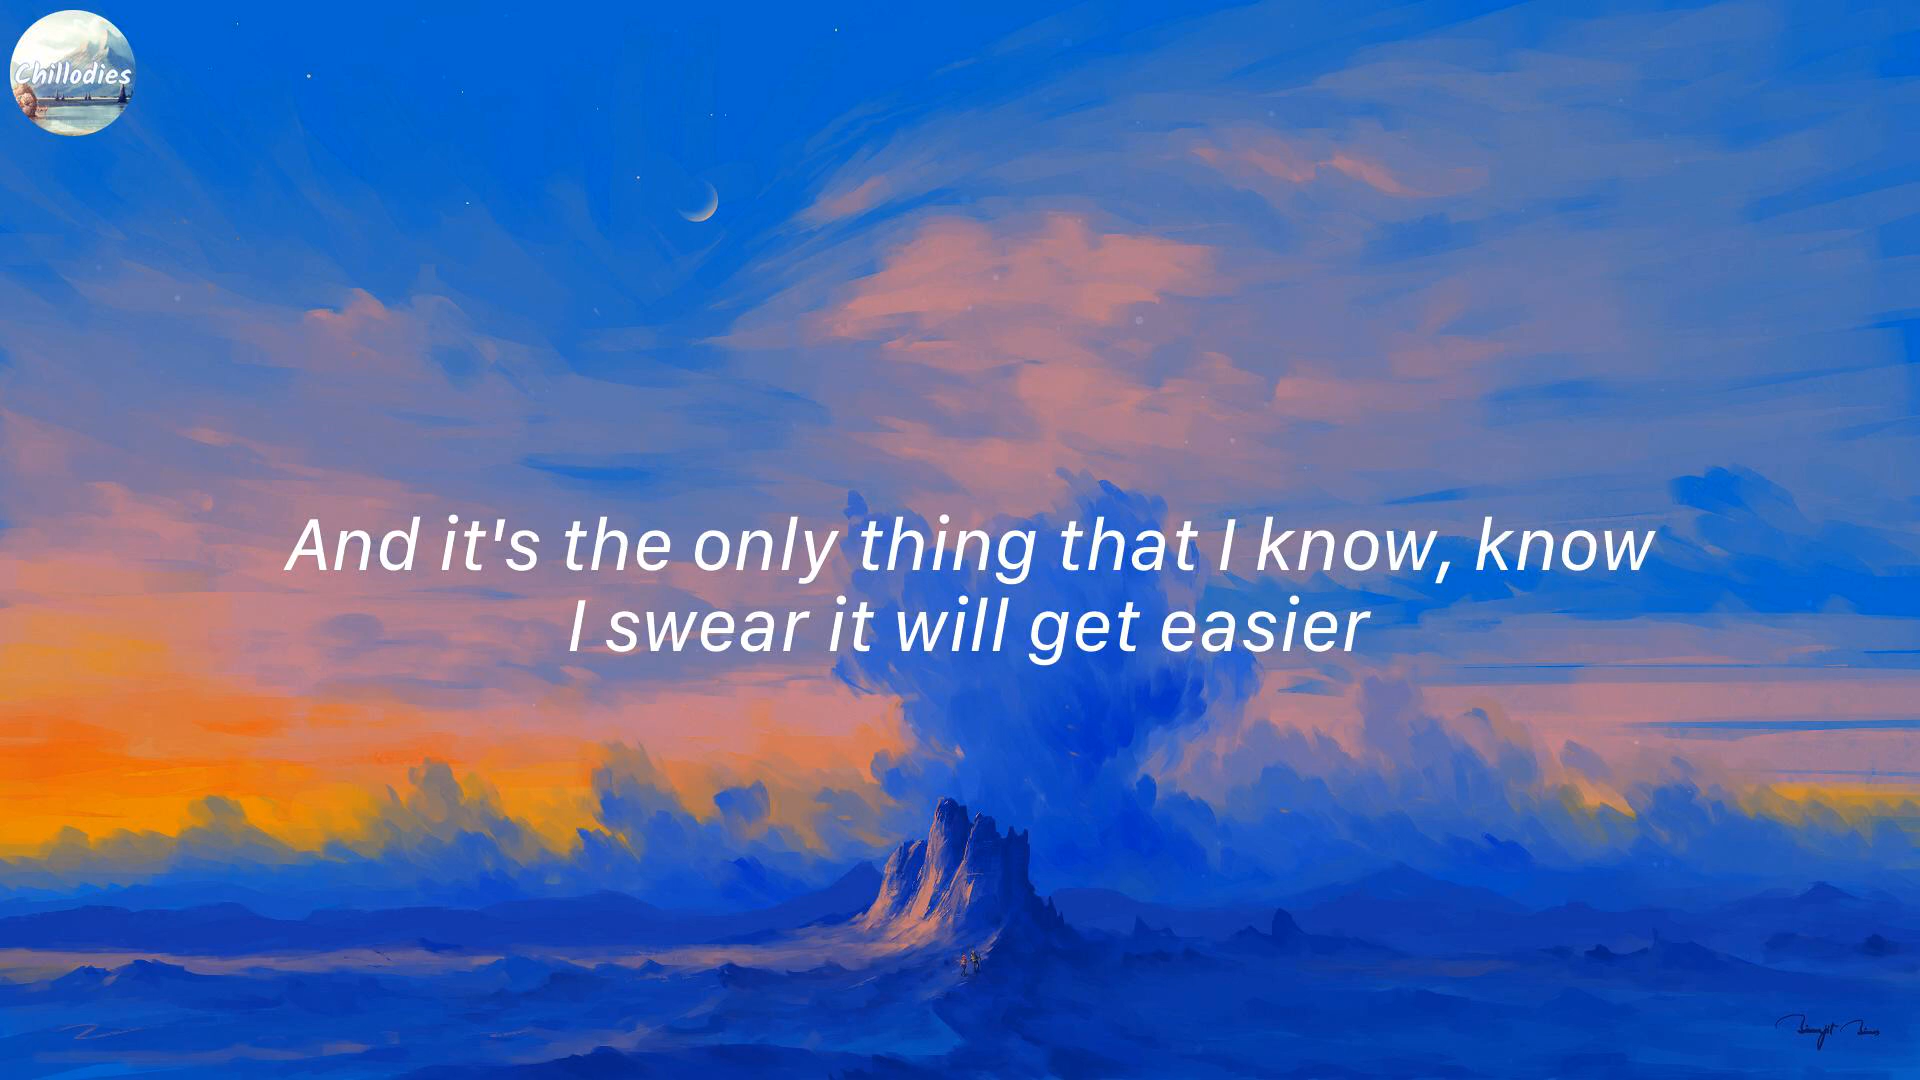 Chillodies
And it's the only thing that I know, know
I swear it will get easier